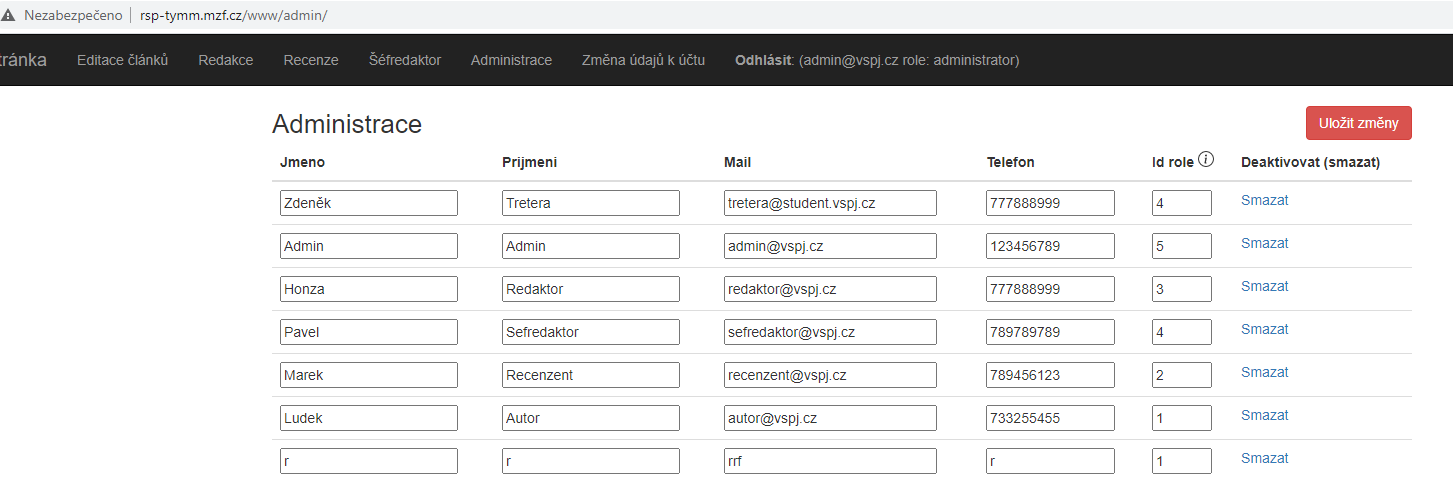 Nezabezpečeno rsp-tymm.mzf.cz/www/admin/
tránka Editace článků Redakce Recenze Šéfredaktor Administrace Změna údajů k účtu Odhlásit: (admin@vspj.cz role: administrator)
Administrace Uložit změny
Jmeno Prijmeni Mail Telefon Id role i Deaktivovat (smazat)
Zdeněk Tretera tretera@student.vspj.cz 777888999 4 Smazat
Admin Admin admin@vspj.cz 123456789 5 Smazat
Honza Redaktor redaktor@vspj.cz 777888999 3 Smazat
Pavel Sefredaktor sefredaktor@vspj.cz 789789789 4 Smazat
Marek Recenzent recenzent@vspj.cz 789456123 2 Smazat
Ludek Autor autor@vspj.cz 733255455 1 Smazat
r r rrf r 1 Smazat